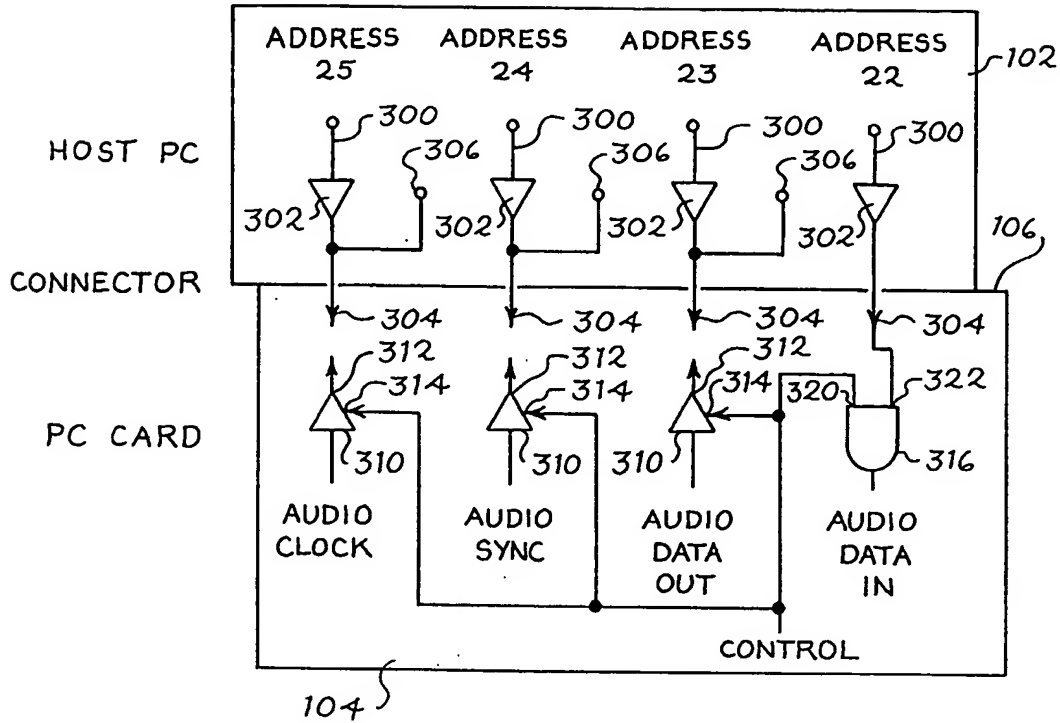 ADDRESS 25
ADDRESS 24
ADDRESS 23
ADDRESS 22
102
300
300
300
300
HOST PC
306
306
306
302
302
302
302
106
CONNECTOR
304
304
304
304
312
312
312
314
314
314
320
322
PC CARD
310
310
310
316
AUDIO CLOCK
AUDIO SYNC
AUDIO DATA OUT
AUDIO DATA IN
CONTROL
104